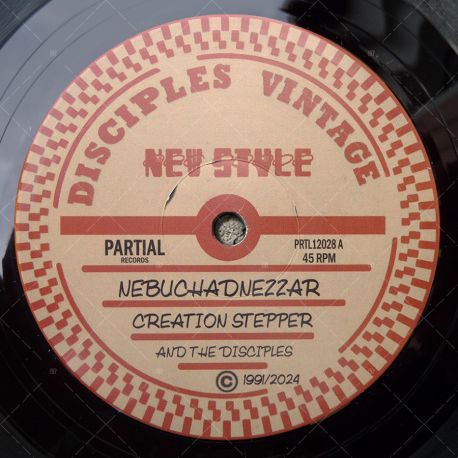 DISCIPLES VINTAGE
NEW STYLE
PARTIAL
RECORDS
PRTL12028 A
45 RPM
NEBUCHADNEZZAR
CREATION STEPPER
AND THE DISCIPLES
© 1991/2024